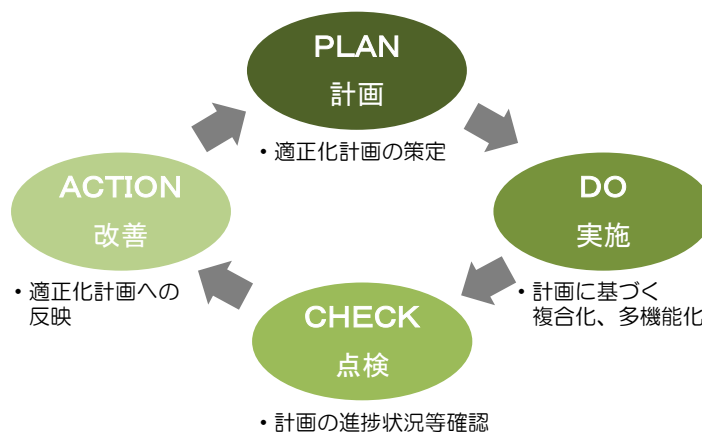 PLAN
計画
・適正化計画の策定
DO
実施
・計画に基づく
複合化、多機能化
CHECK
点検
・計画の進捗状況等確認
ACTION
改善
・適正化計画への
反映